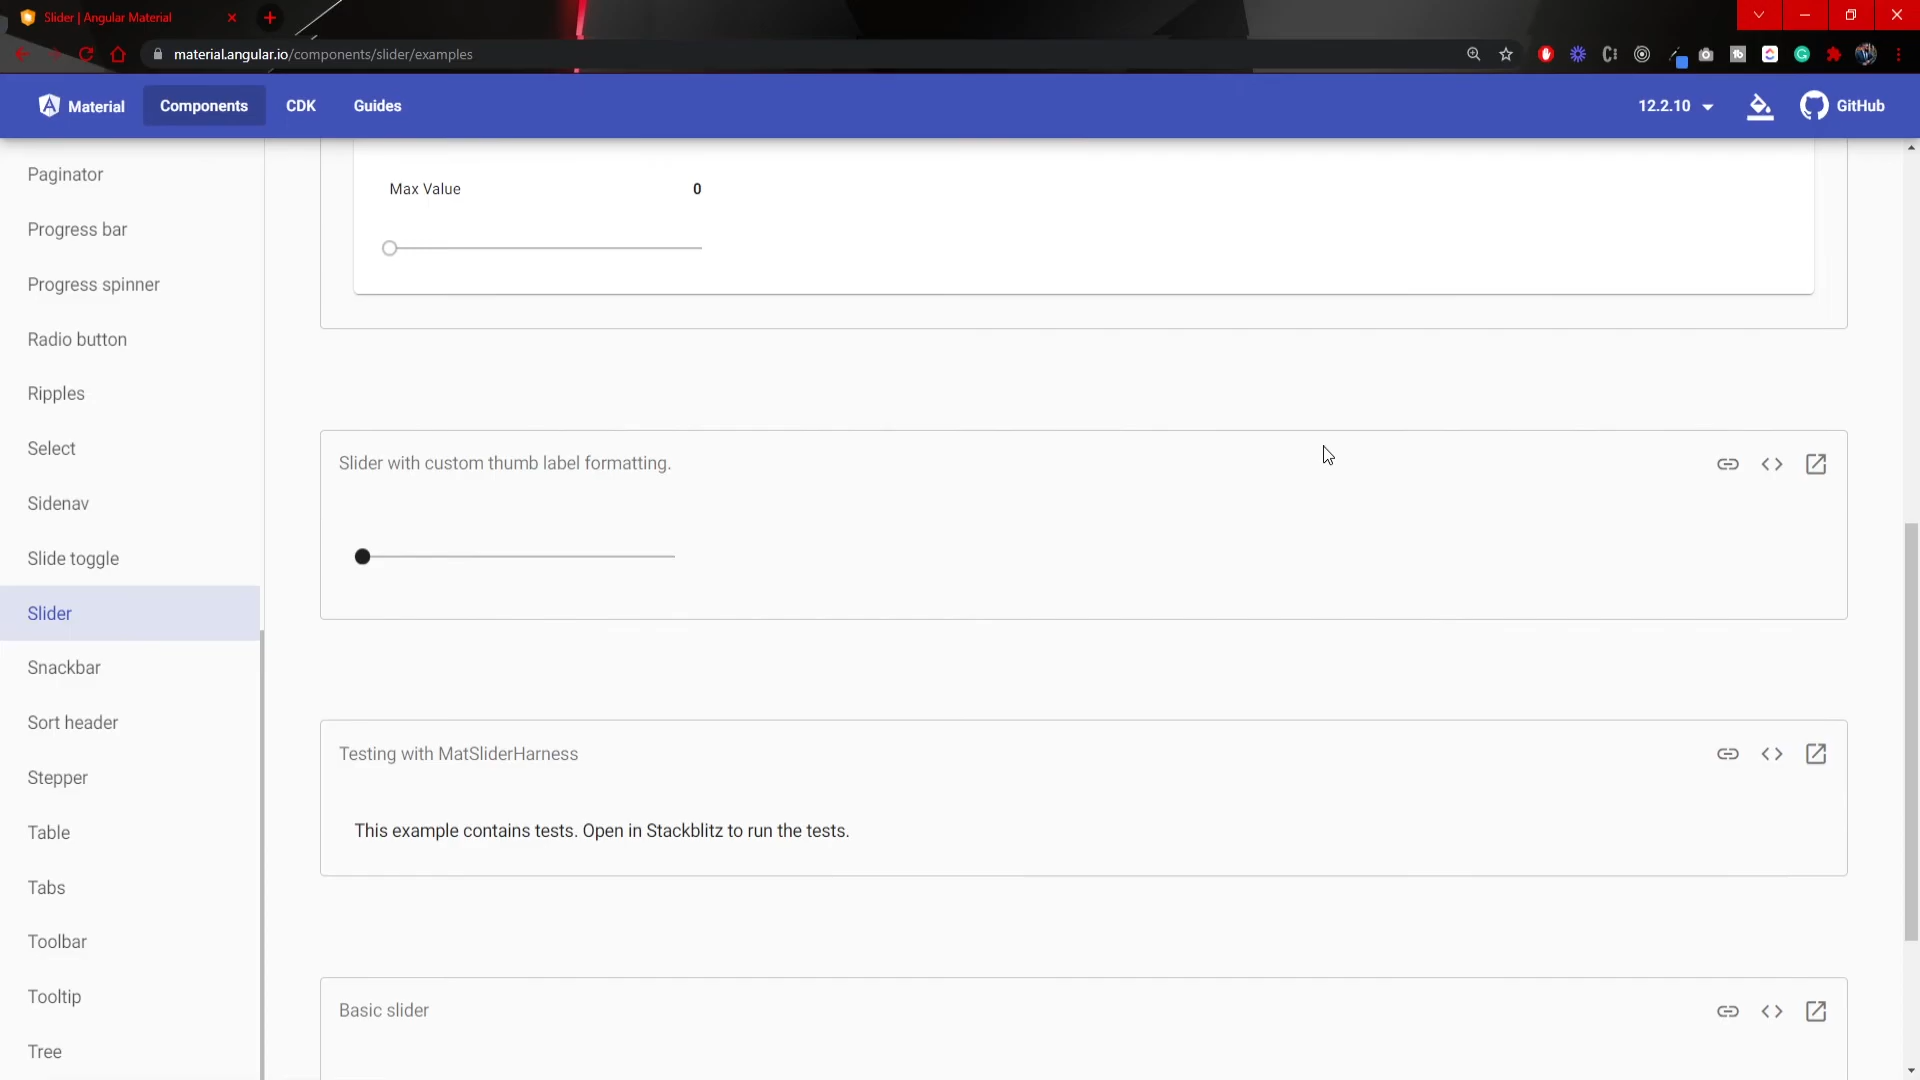 Slider | Angular Material
material.angular.io/components/slider/examples
Material
Components
CDK
Guides
12.2.10
GitHub
Paginator
Progress bar
Progress spinner
Radio button
Ripples
Select
Sidenav
Slide toggle
Slider
Snackbar
Sort header
Stepper
Table
Tabs
Toolbar
Tooltip
Tree
Max Value 0
Slider with custom thumb label formatting.
Testing with MatSliderHarness
This example contains tests. Open in Stackblitz to run the tests.
Basic slider